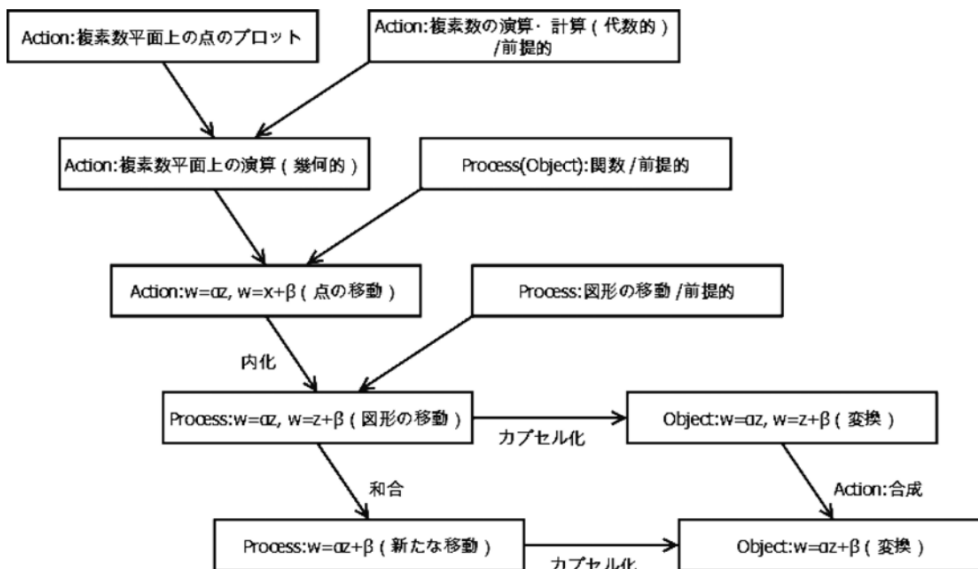 Action:複素数平面上の点のプロット
Action:複素数の演算・計算(代数的)
/前提的
Action:複素数平面上の演算(幾何的)
Process(Object):関数/前提的
Action:w=αz, w=x+β(点の移動)
Process:図形の移動/前提的
内化
Process:w=αz, w=z+β(図形の移動)
カプセル化
Object:w=αz, w=z+β(変換)
和合
Action:合成
Process:w=αz+β(新たな移動)
カプセル化
Object:w=αz+β(変換)